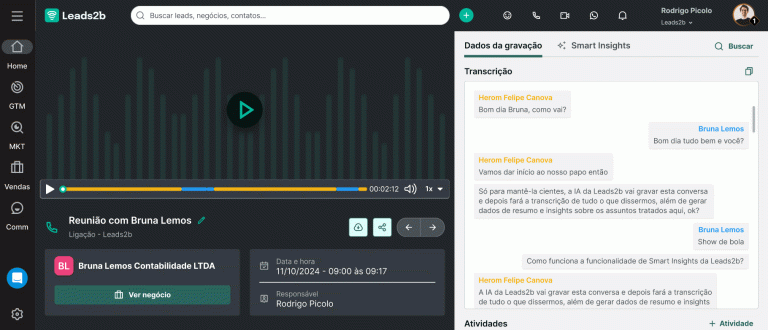 Leads2b
Buscar leads, negócios, contatos...
Rodrigo Picolo
Leads2b
1
Home
GTM
MKT
Vendas
Comm
00:02:12
1x
Reunião com Bruna Lemos
Ligação - Leads2b
BL
Bruna Lemos Contabilidade LTDA
Ver negócio
Data e hora
11/10/2024 - 09:00 às 09:17
Responsável
Rodrigo Picolo
Dados da gravação
Smart Insights
Buscar
Transcrição
Herom Felipe Canova
Bom dia Bruna, como vai?
Bruna Lemos
Bom dia tudo bem e você?
Herom Felipe Canova
Vamos dar início ao nosso papo então
Só para mantê-la cientes, a IA da Leads2b vai gravar esta conversa
e depois fará a transcrição de tudo o que dissermos, além de gerar
dados de resumo e insights sobre os assuntos tratados aqui, ok?
Bruna Lemos
Show de bola
Como funciona a funcionalidade de Smart Insights da Leads2b?
Herom Felipe Canova
A IA da Leads2b vai gravar esta conversa e depois fará a transcrição
de tudo o que dissermos, além de gerar dados de resumo e insights
Atividades
+ Atividade